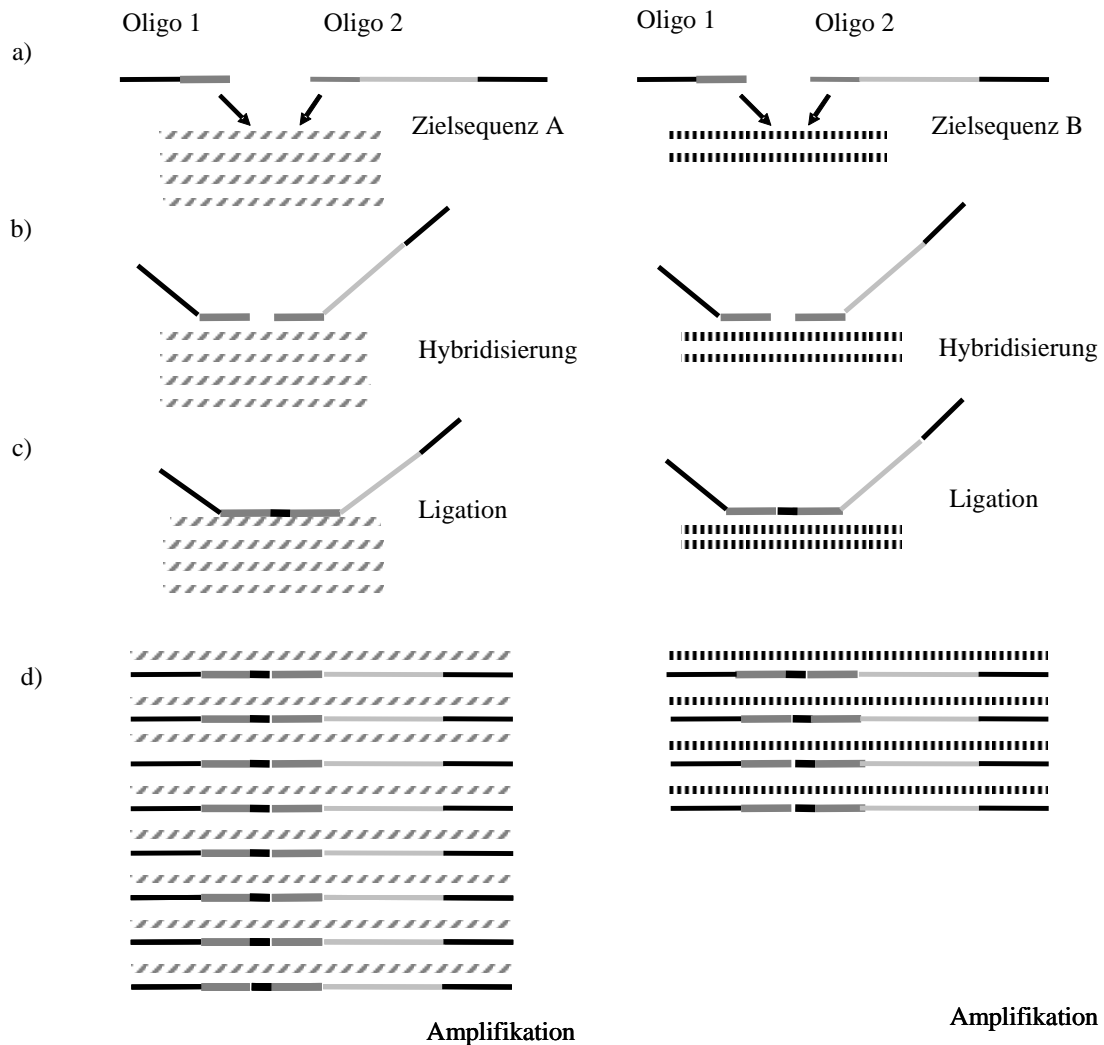 Oligo 1 Oligo 2 Oligo 1 Oligo 2
a)
Zielsequenz A Zielsequenz B
b)
Hybridisierung Hybridisierung
c)
Ligation Ligation
d)
Amplifikation Amplifikation